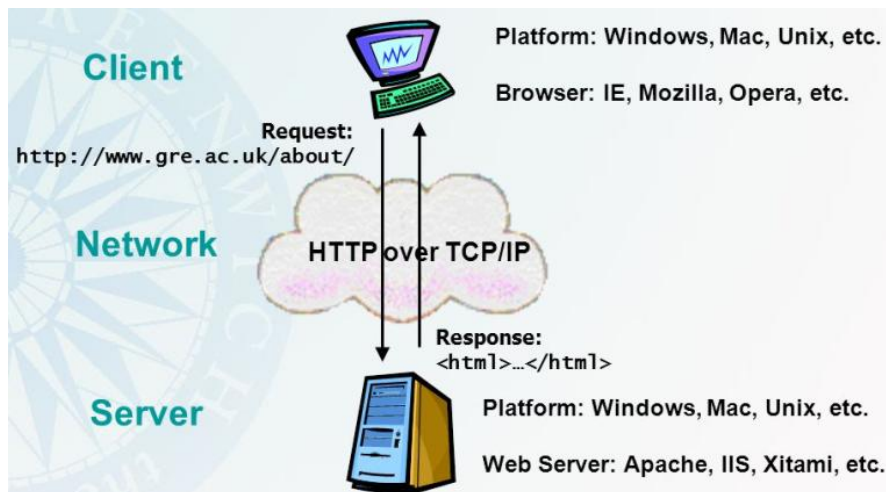 Client
Platform: Windows, Mac, Unix, etc.
Browser: IE, Mozilla, Opera, etc.
Request:
http://www.gre.ac.uk/about/
Network
HTTP over TCP/IP
Response:
<html>…</html>
Server
Platform: Windows, Mac, Unix, etc.
Web Server: Apache, IIS, Xitami, etc.